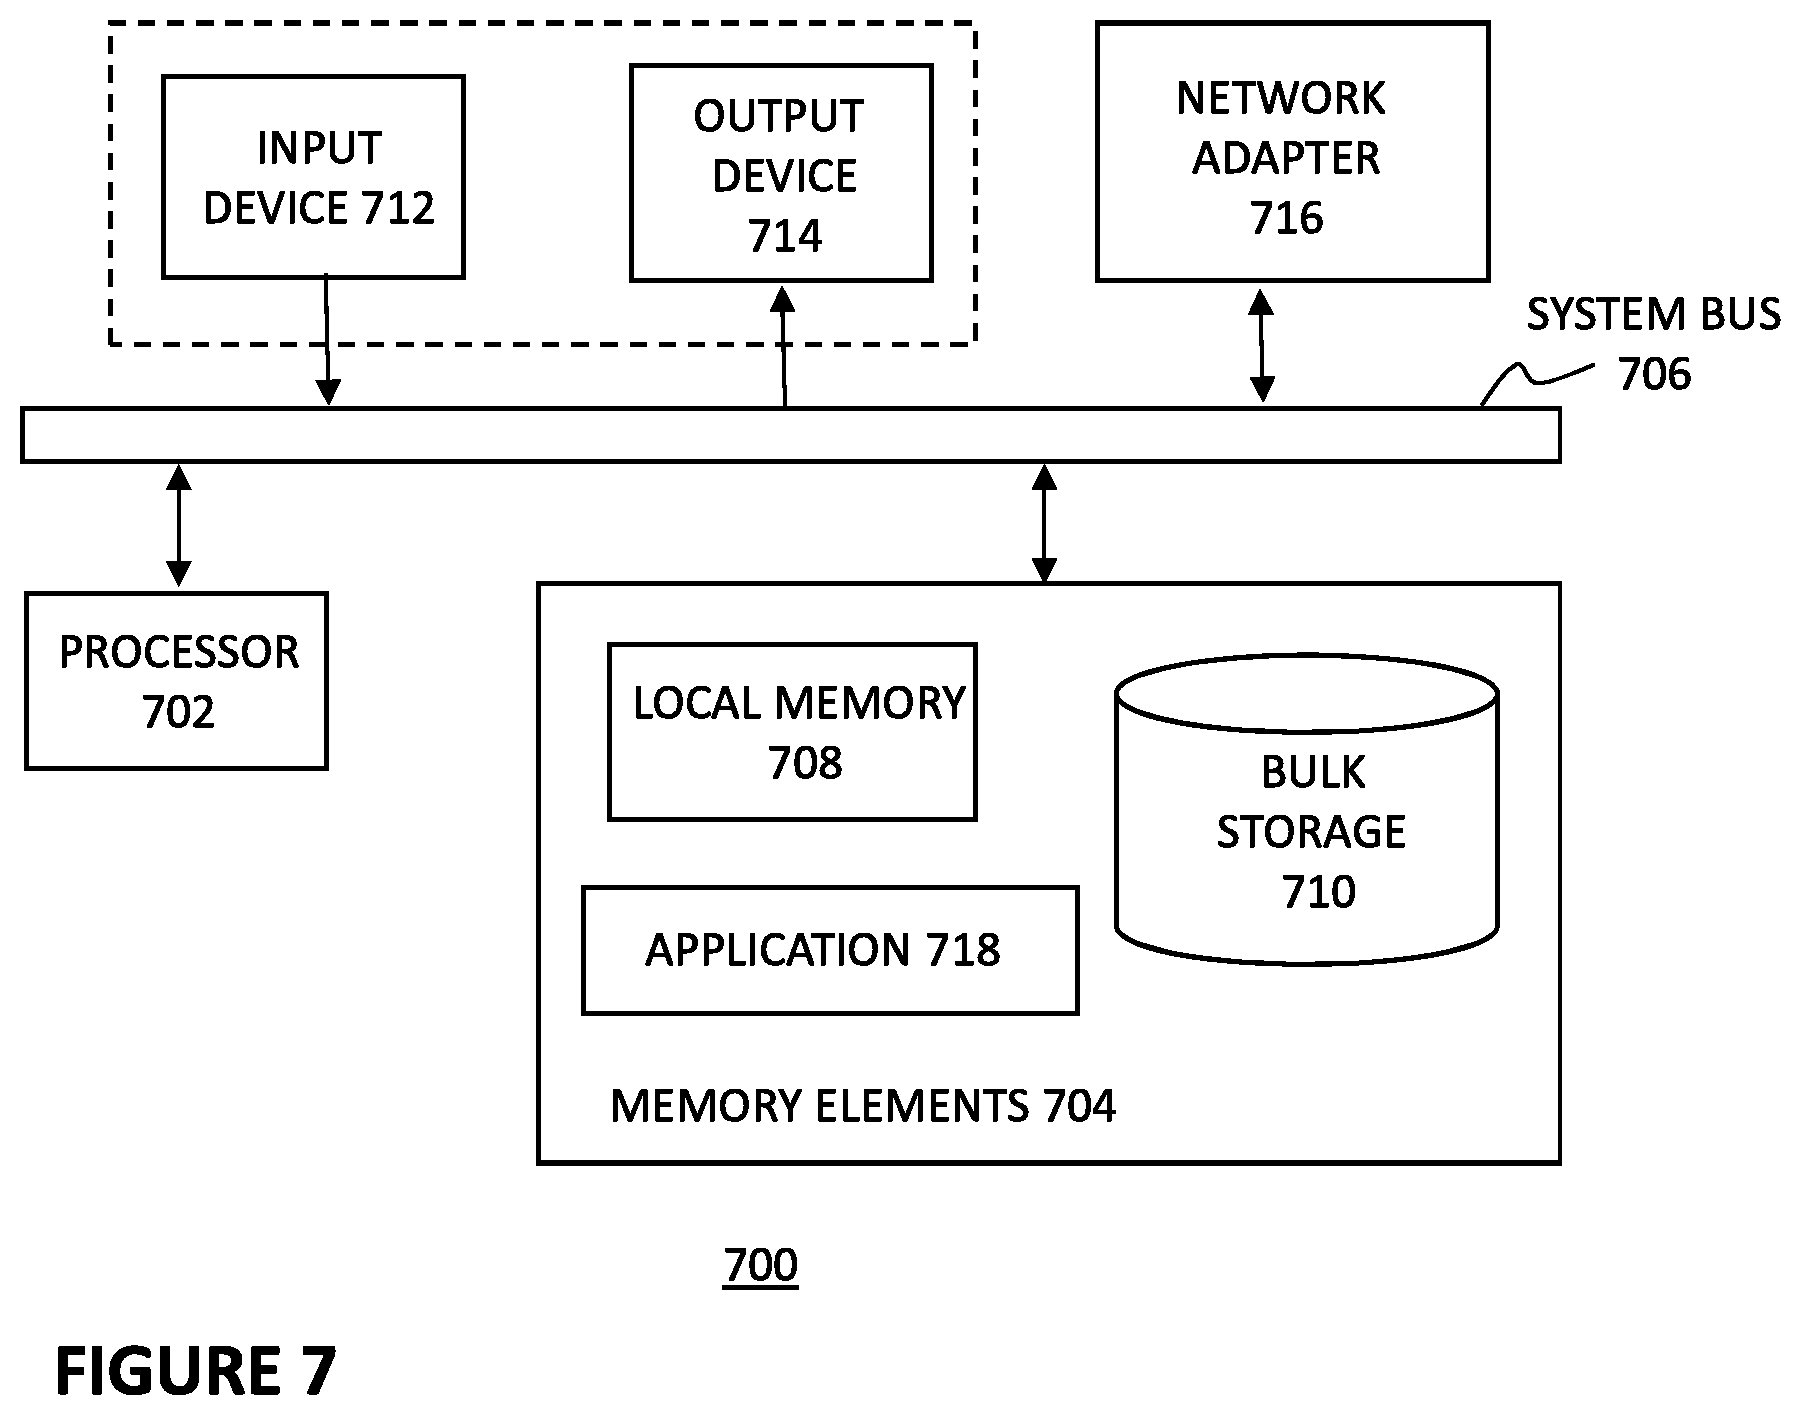 INPUT
DEVICE 712
OUTPUT
DEVICE
714
NETWORK
ADAPTER
716
SYSTEM BUS
706
PROCESSOR
702
LOCAL MEMORY
708
BULK
STORAGE
710
APPLICATION 718
MEMORY ELEMENTS 704
700
FIGURE 7